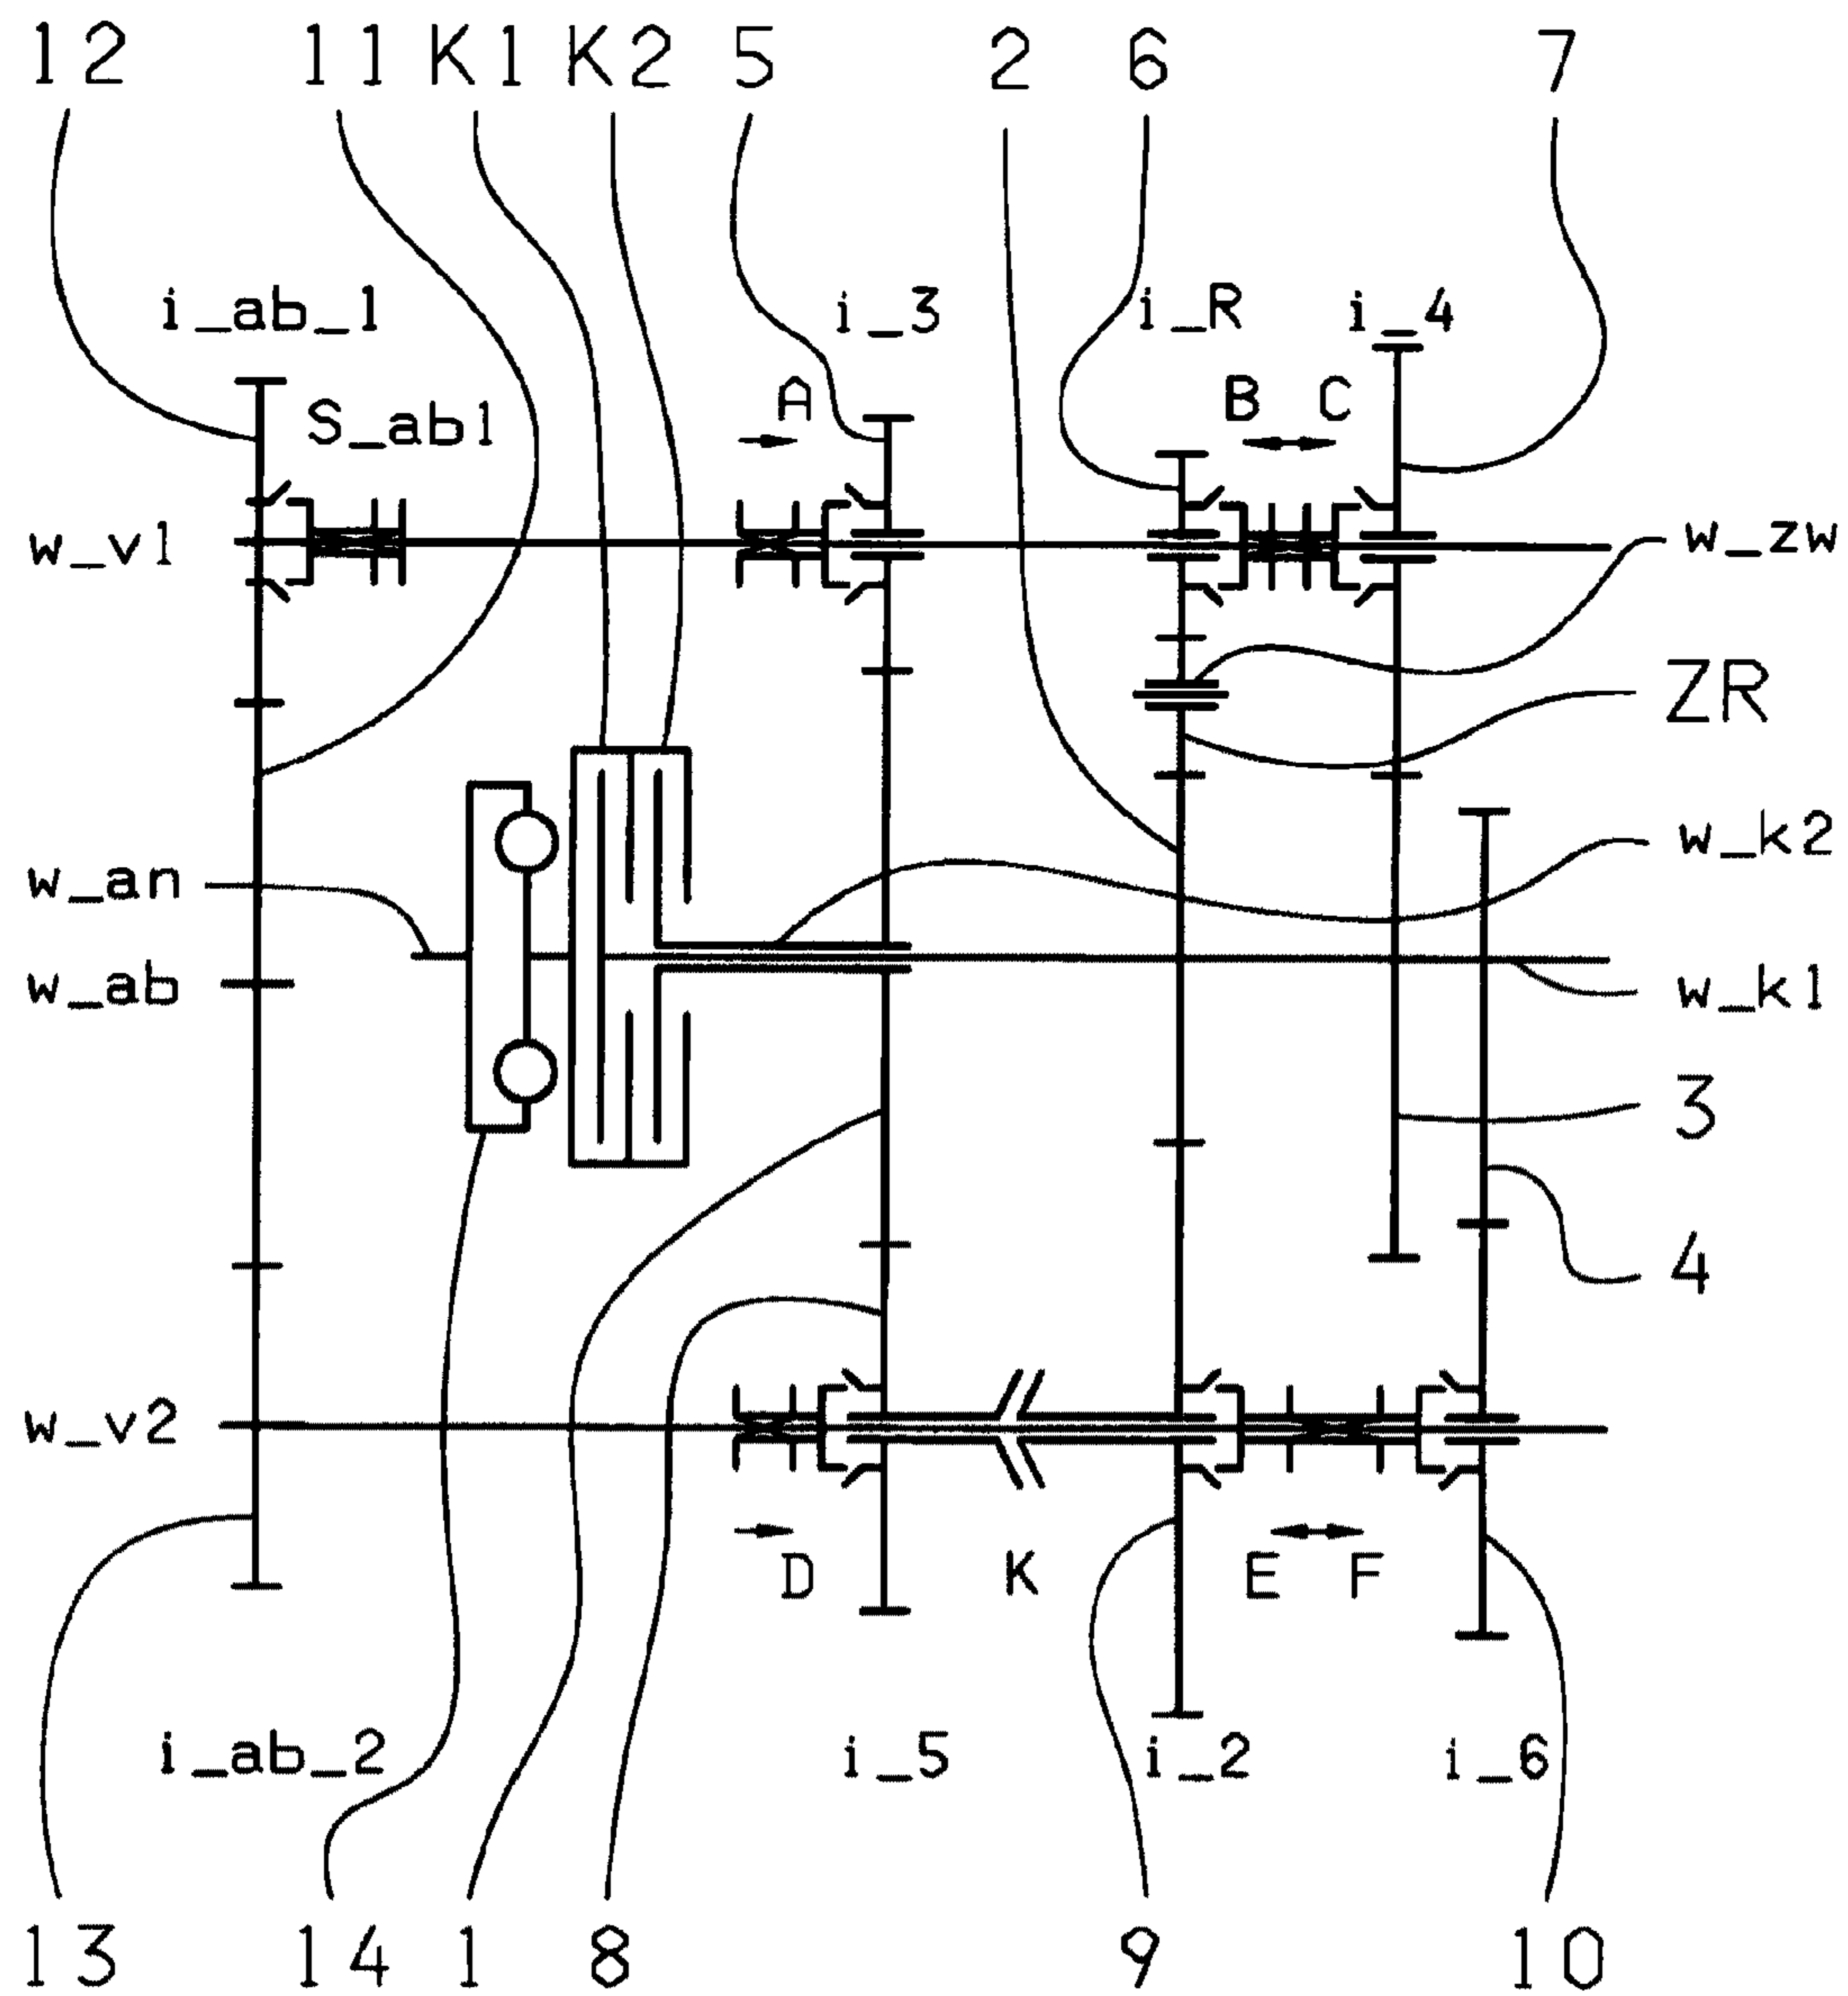 12 11 K1 K2 5 2 6 7
i_ab_1 i_3 i_R i_4
S_ab1 A B C
w_v1 w_zw
ZR
w_an w_k2
w_ab w_k1
3
4
w_v2
D K E F
i_ab_2 i_5 i_2 i_6
13 14 1 8 9 10